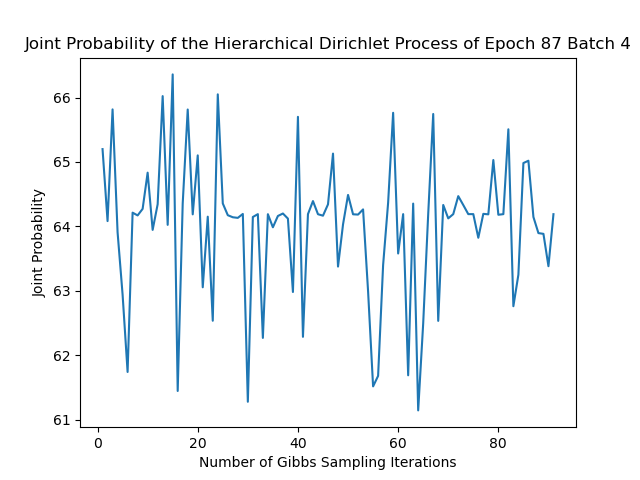 Joint Probability of the Hierarchical Dirichlet Process of Epoch 87 Batch 4
66
65
64
63
62
61
Joint Probability
0 20 40 60 80
Number of Gibbs Sampling Iterations